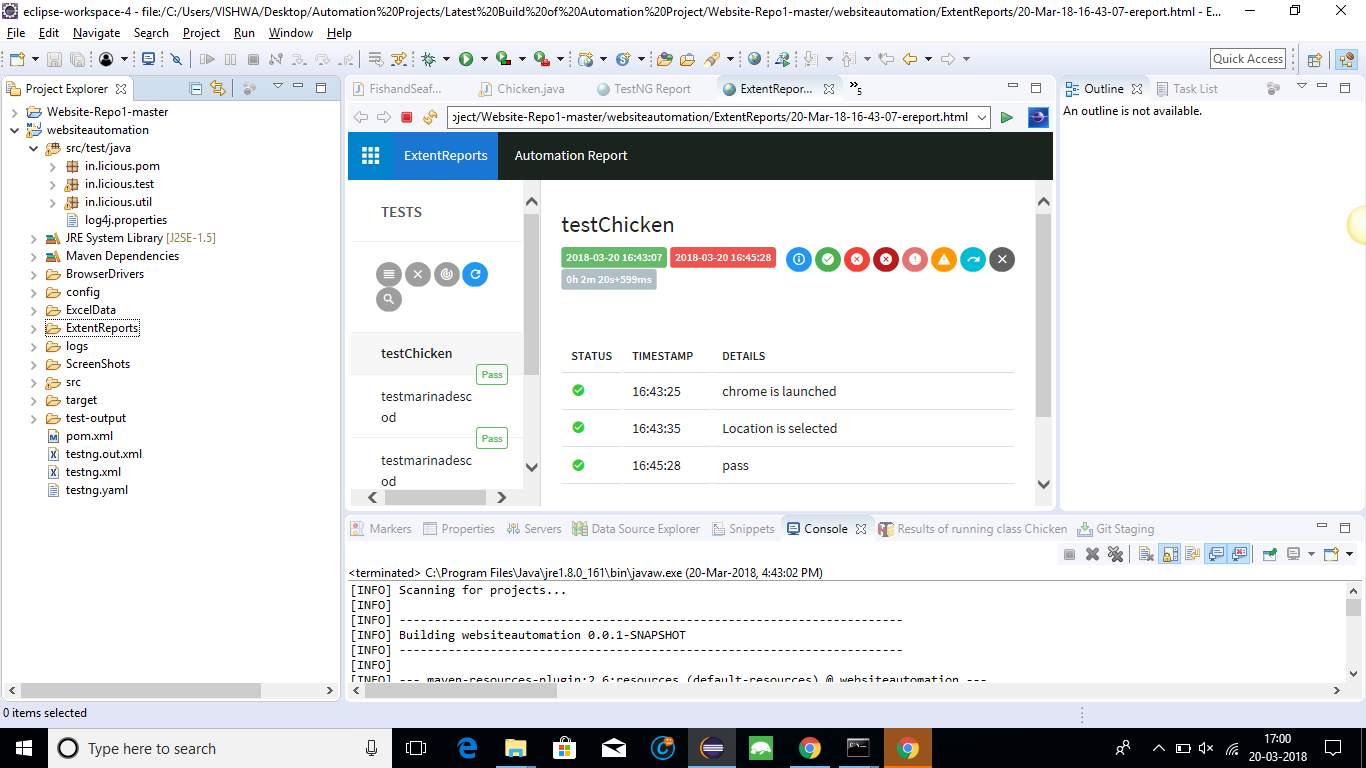 eclipse-workspace-4 - file:/C:/Users/VISHWA/Desktop/Automation%20Projects/Latest%20Build%20of%20Automation%20Project/Website-Repo1-master/websiteautomation/ExtentReports/20-Mar-18-16-43-07-ereport.html - E...
File Edit Navigate Search Project Run Window Help
Quick Access
Project Explorer
Website-Repo1-master
websiteautomation
src/test/java
in.licious.pom
in.licious.test
in.licious.util
log4j.properties
JRE System Library [J2SE-1.5]
Maven Dependencies
BrowserDrivers
config
ExcelData
ExtentReports
logs
ScreenShots
src
target
test-output
pom.xml
testng.out.xml
testng.xml
testng.yaml
FishandSeaf... Chicken.java TestNG Report ExtentRepor... »5
oject/Website-Repo1-master/websiteautomation/ExtentReports/20-Mar-18-16-43-07-ereport.html
ExtentReports Automation Report
TESTS
testChicken
Pass
testmarinadesc
od
Pass
testmarinadesc
od
testChicken
2018-03-20 16:43:07 2018-03-20 16:45:28
0h 2m 20s+599ms
STATUS TIMESTAMP DETAILS
16:43:25 chrome is launched
16:43:35 Location is selected
16:45:28 pass
Outline Task List
An outline is not available.
Markers Properties Servers Data Source Explorer Snippets Console Results of running class Chicken Git Staging
<terminated> C:\Program Files\Java\jre1.8.0_161\bin\javaw.exe (20-Mar-2018, 4:43:02 PM)
[INFO] Scanning for projects...
[INFO]
[INFO] ------------------------------------------------------------------------
[INFO] Building websiteautomation 0.0.1-SNAPSHOT
[INFO] ------------------------------------------------------------------------
[INFO]
[INFO] --- maven-resources-plugin:2.6:resources (default-resources) @ websiteautomation ---
0 items selected
Type here to search
17:00
20-03-2018